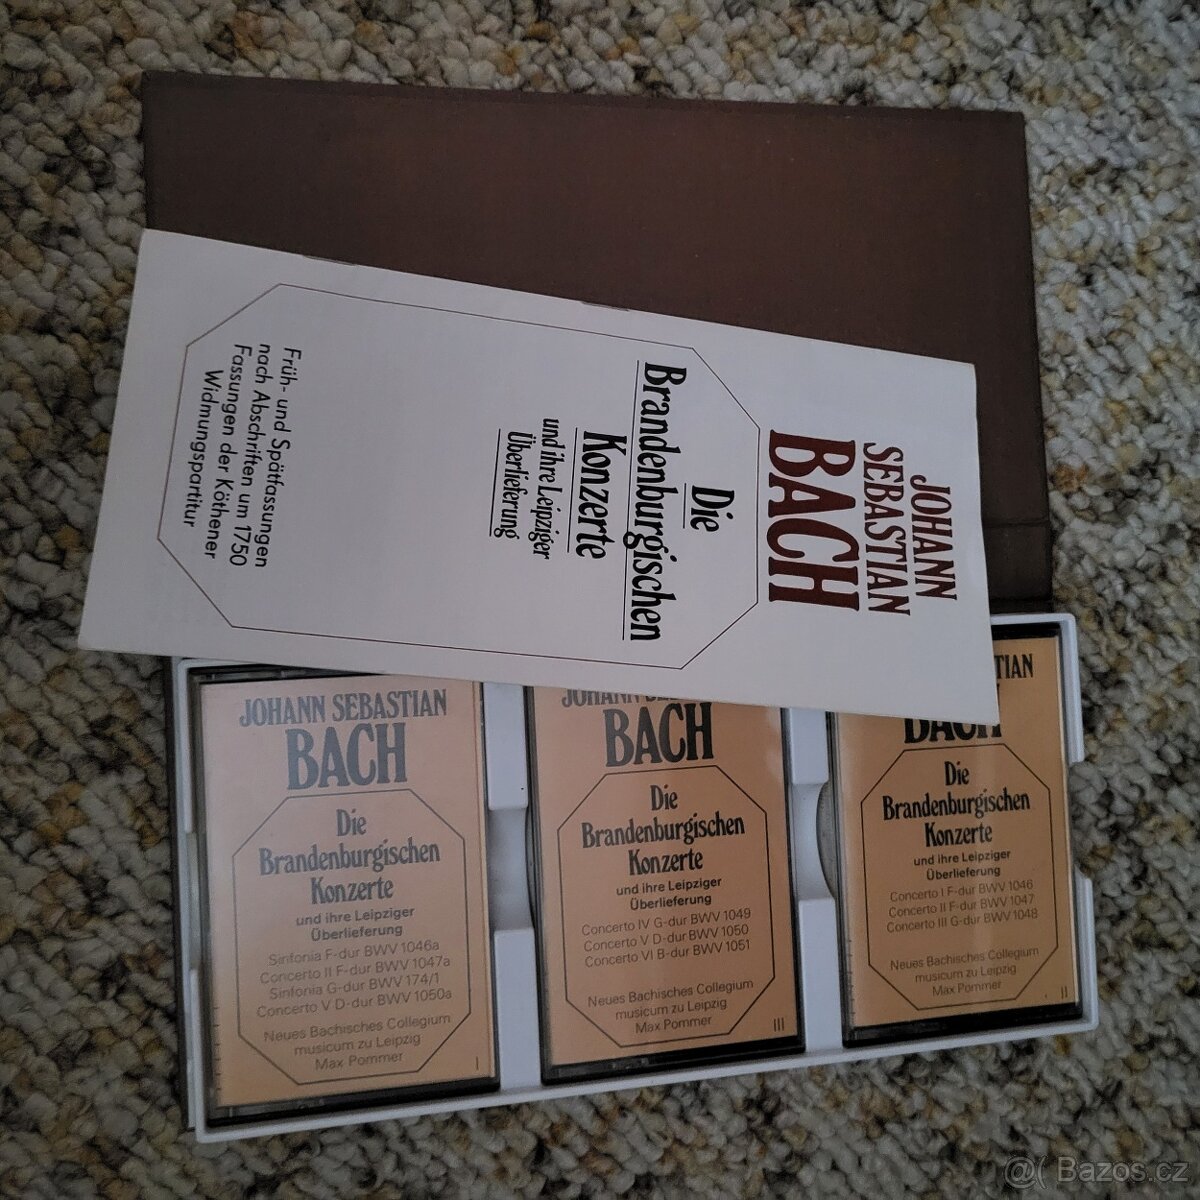 JOHANN
SEBASTIAN
BACH
Die
Brandenburgischen
Konzerte
und ihre Leipziger
Überlieferung
Früh- und Spätfassungen
nach Abschriften um 1750
Fassungen der Köthener
Widmungspartitur
JOHANN SEBASTIAN
BACH
Die
Brandenburgischen
Konzerte
und ihre Leipziger
Überlieferung
Sinfonia F-dur BWV 1046a
Concerto II F-dur BWV 1047a
Sinfonia G-dur BWV 174/1
Concerto V D-dur BWV 1050a
Neues Bachisches Collegium
musicum zu Leipzig
Max Pommer
I
JOHANN
BACH
Die
Brandenburgischen
Konzerte
und ihre Leipziger
Überlieferung
Concerto IV G-dur BWV 1049
Concerto V D-dur BWV 1050
Concerto VI B-dur BWV 1051
Neues Bachisches Collegium
musicum zu Leipzig
Max Pommer
III
TIAN
BACH
Die
Brandenburgischen
Konzerte
und ihre Leipziger
Überlieferung
Concerto I F-dur BWV 1046
Concerto II F-dur BWV 1047
Concerto III G-dur BWV 1048
Neues Bachisches Collegium
musicum zu Leipzig
Max Pommer
II
@( Bazos.cz